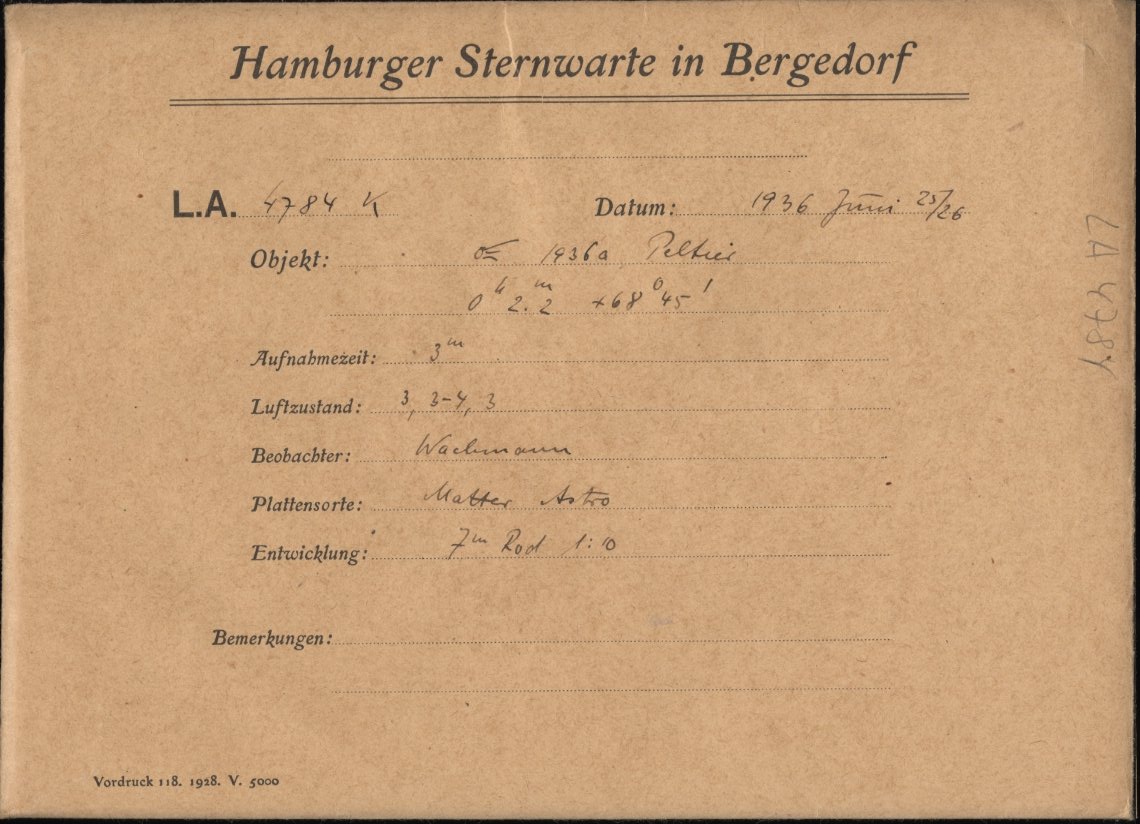 Hamburger Sternwarte in Bergedorf
L.A. 4784 K
Datum: 1936 Juni 25/26
Objekt: ☄ 1936a Peltier
0ʰ 2.ᵐ2 +68°45'
Aufnahmezeit: 3ᵐ
Luftzustand: 3, 3-4, 3
Beobachter: Wachmann
Plattensorte: Matter Astro
Entwicklung: 7ᵐ Rod 1:10
Bemerkungen:
Vordruck 118. 1928. V. 5000
LA 4784